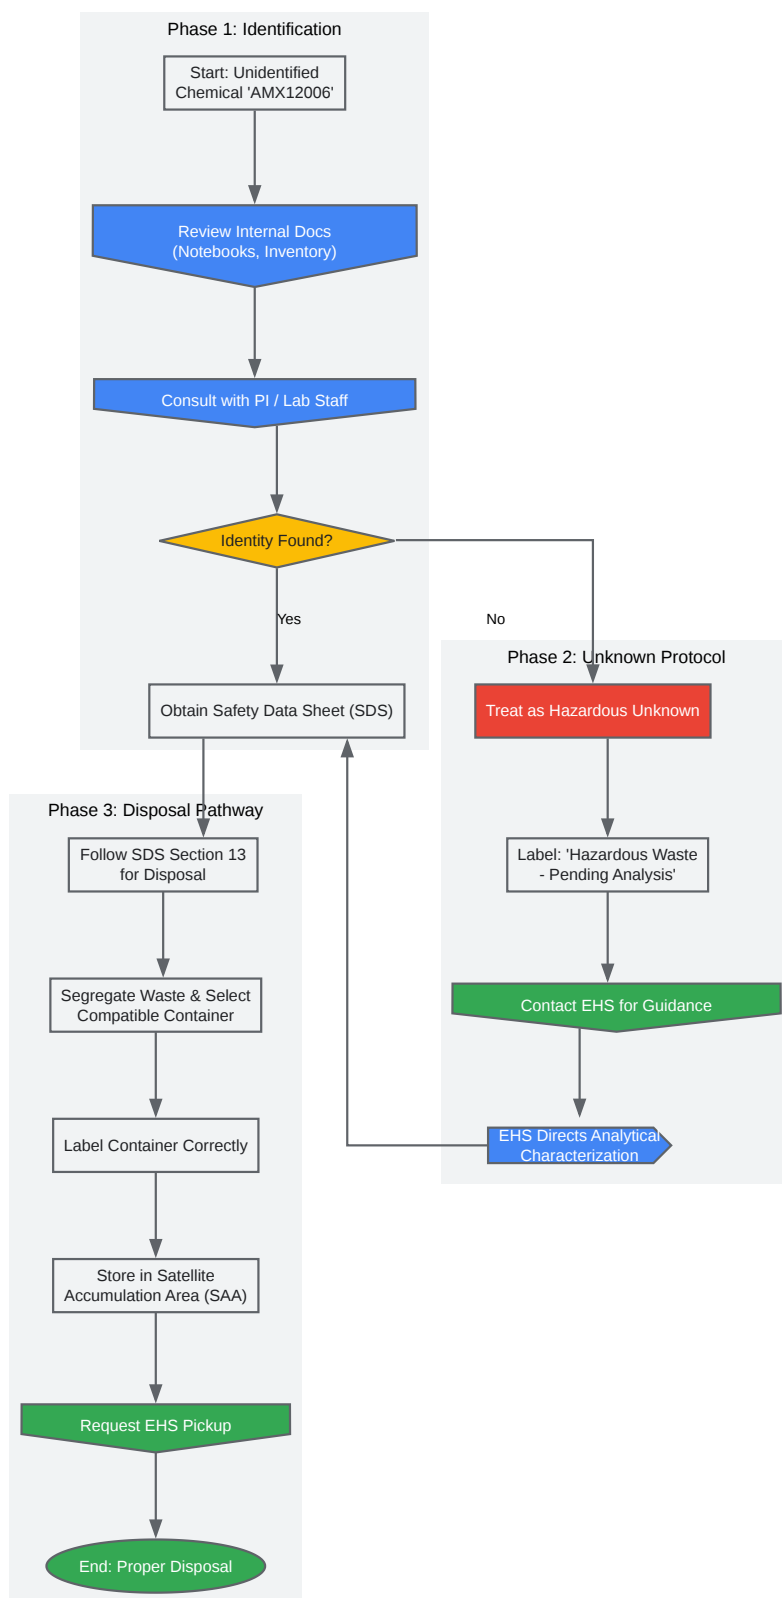 Phase 1: Identification
Start: Unidentified
Chemical 'AMX12006'
Review Internal Docs
(Notebooks, Inventory)
Consult with PI / Lab Staff
Identity Found?
Yes
No
Obtain Safety Data Sheet (SDS)
Phase 2: Unknown Protocol
Treat as Hazardous Unknown
Label: 'Hazardous Waste
- Pending Analysis'
Contact EHS for Guidance
EHS Directs Analytical
Characterization
Phase 3: Disposal Pathway
Follow SDS Section 13
for Disposal
Segregate Waste & Select
Compatible Container
Label Container Correctly
Store in Satellite
Accumulation Area (SAA)
Request EHS Pickup
End: Proper Disposal